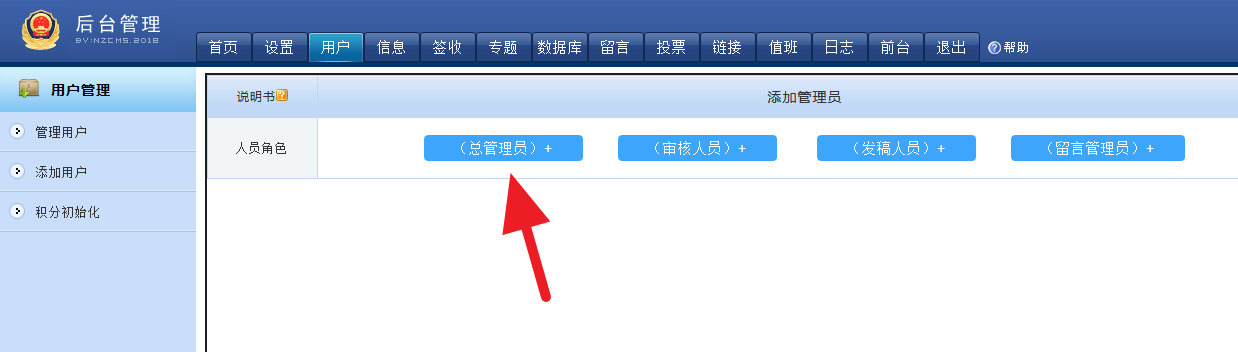 后台管理
BY:NZCMS.2018
首页 设置 用户 信息 签收 专题 数据库 留言 投票 链接 值班 日志 前台 退出 ?帮助
用户管理
管理用户
添加用户
积分初始化
说明书? 添加管理员
人员角色 （总管理员）+ （审核人员）+ （发稿人员）+ （留言管理员）+